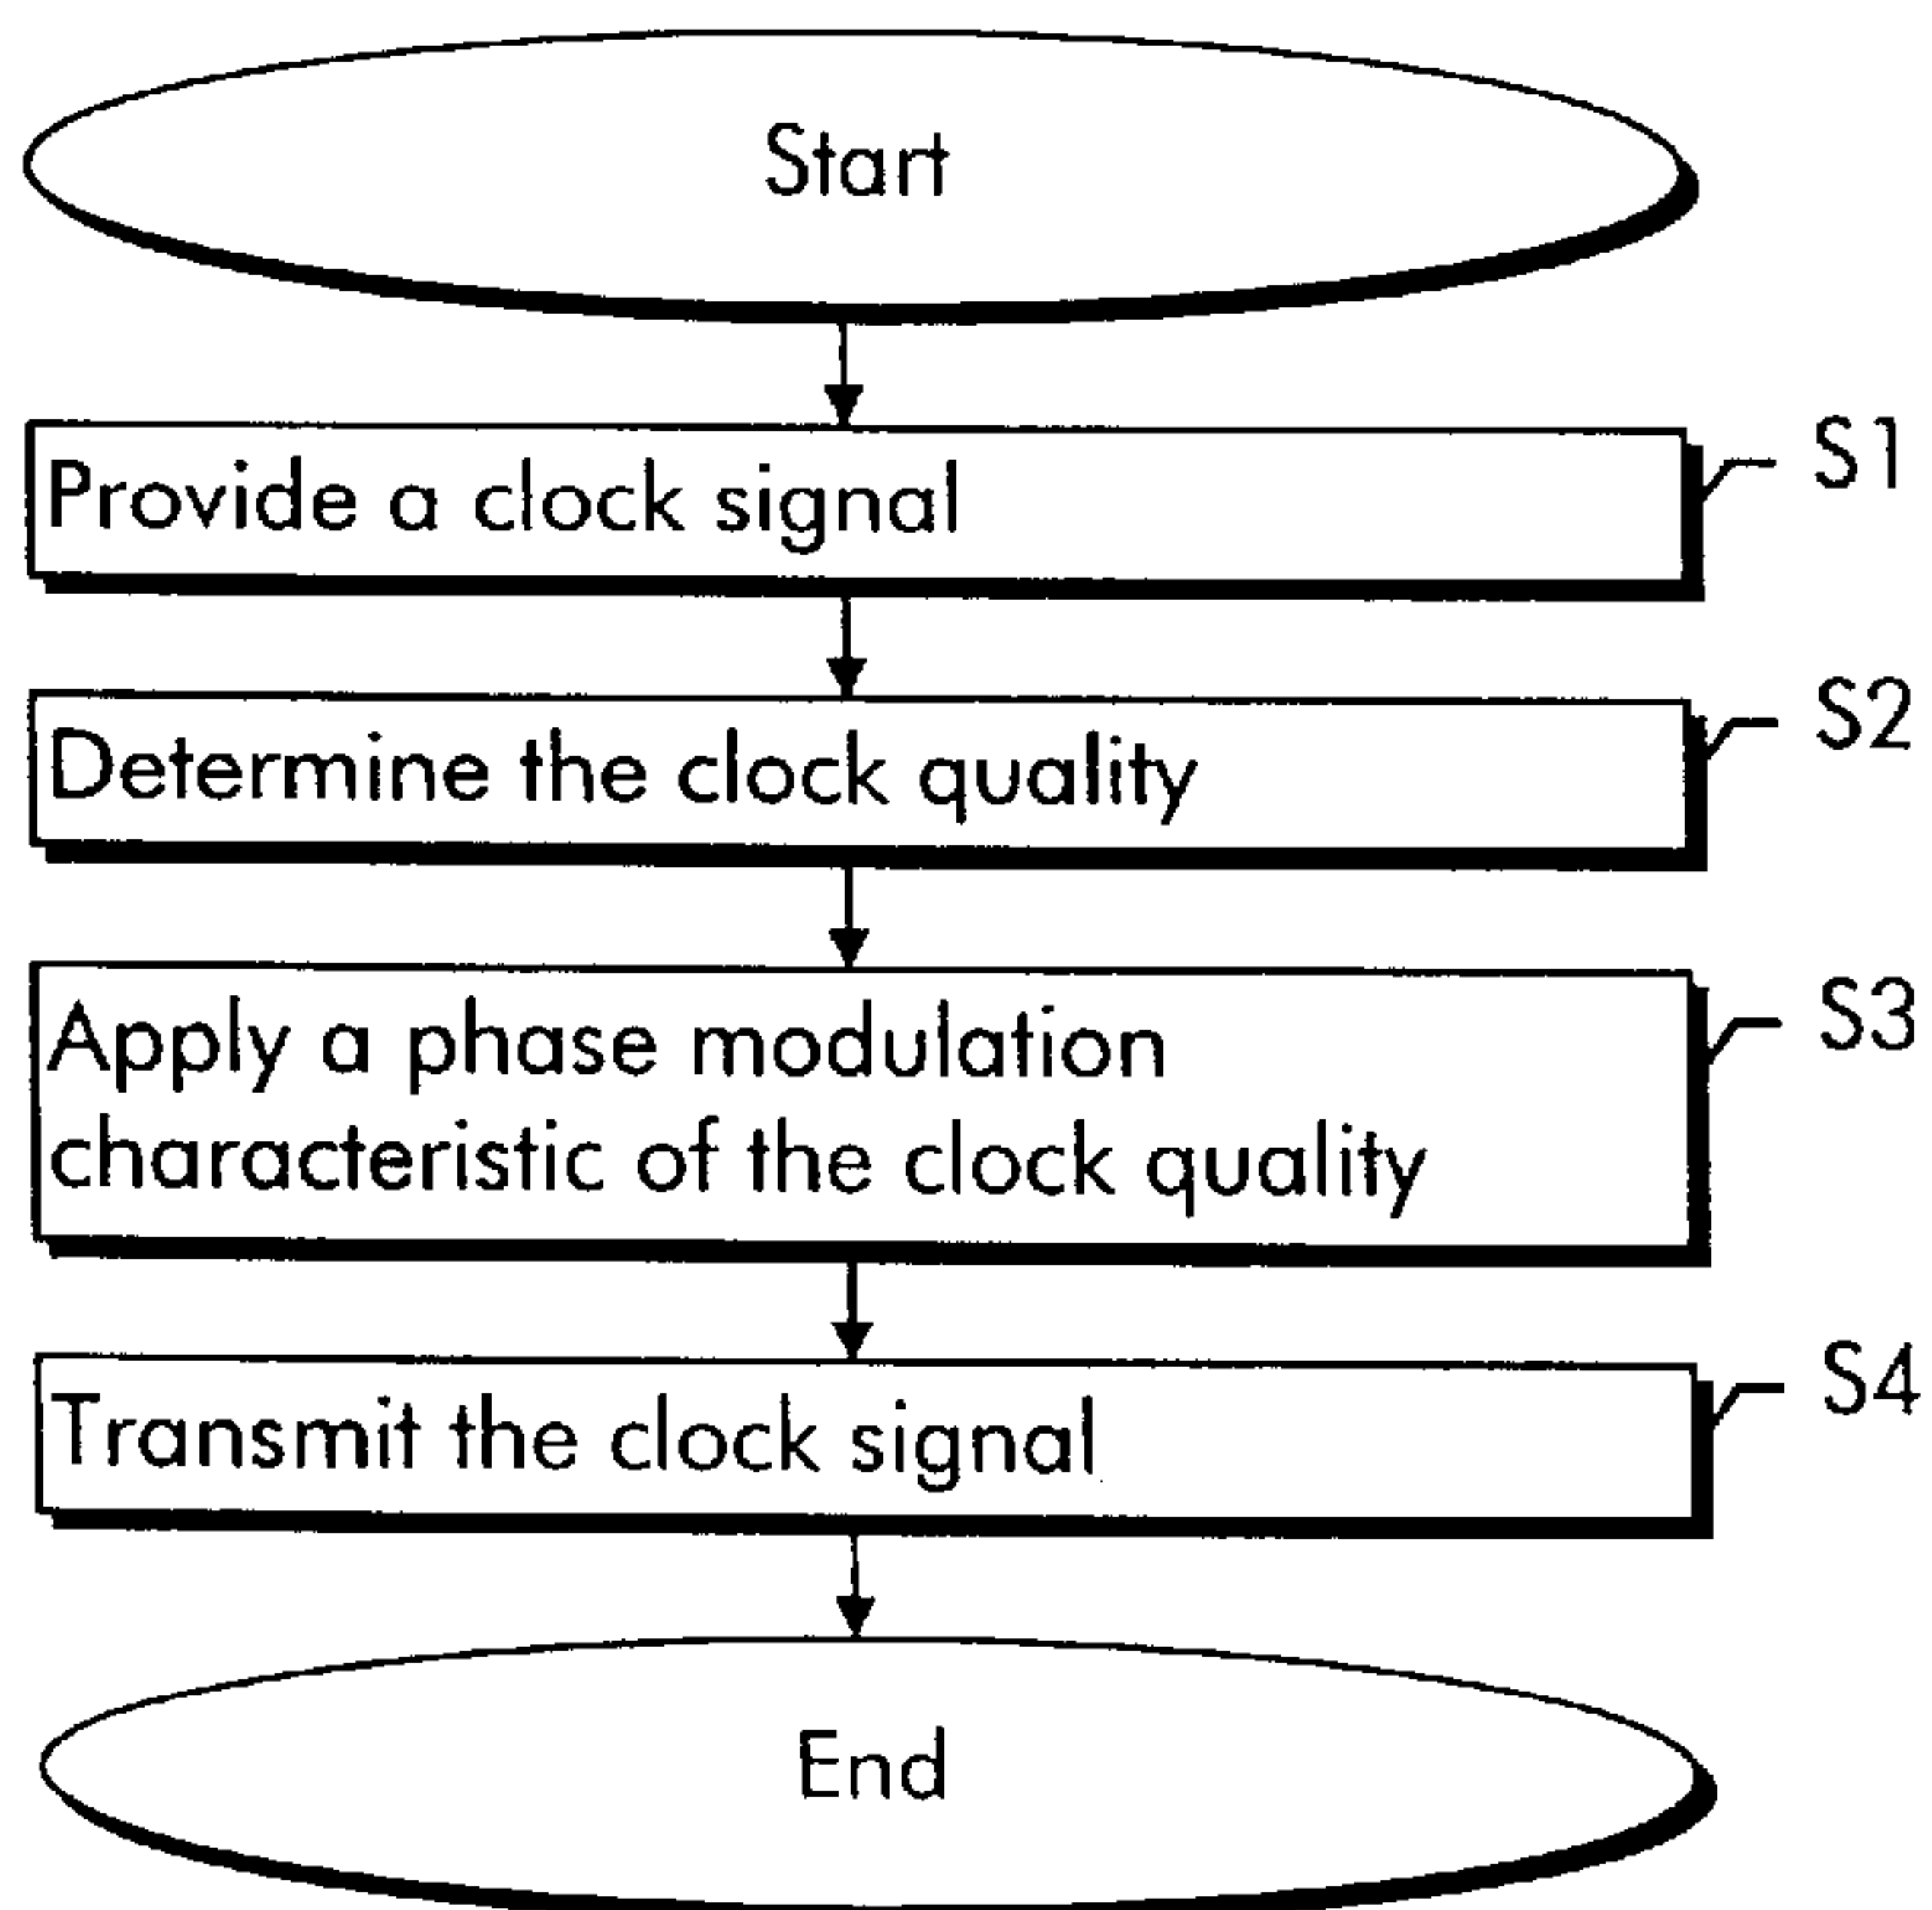 Start
Provide a clock signal
S1
Determine the clock quality
S2
Apply a phase modulation
characteristic of the clock quality
S3
Transmit the clock signal
S4
End